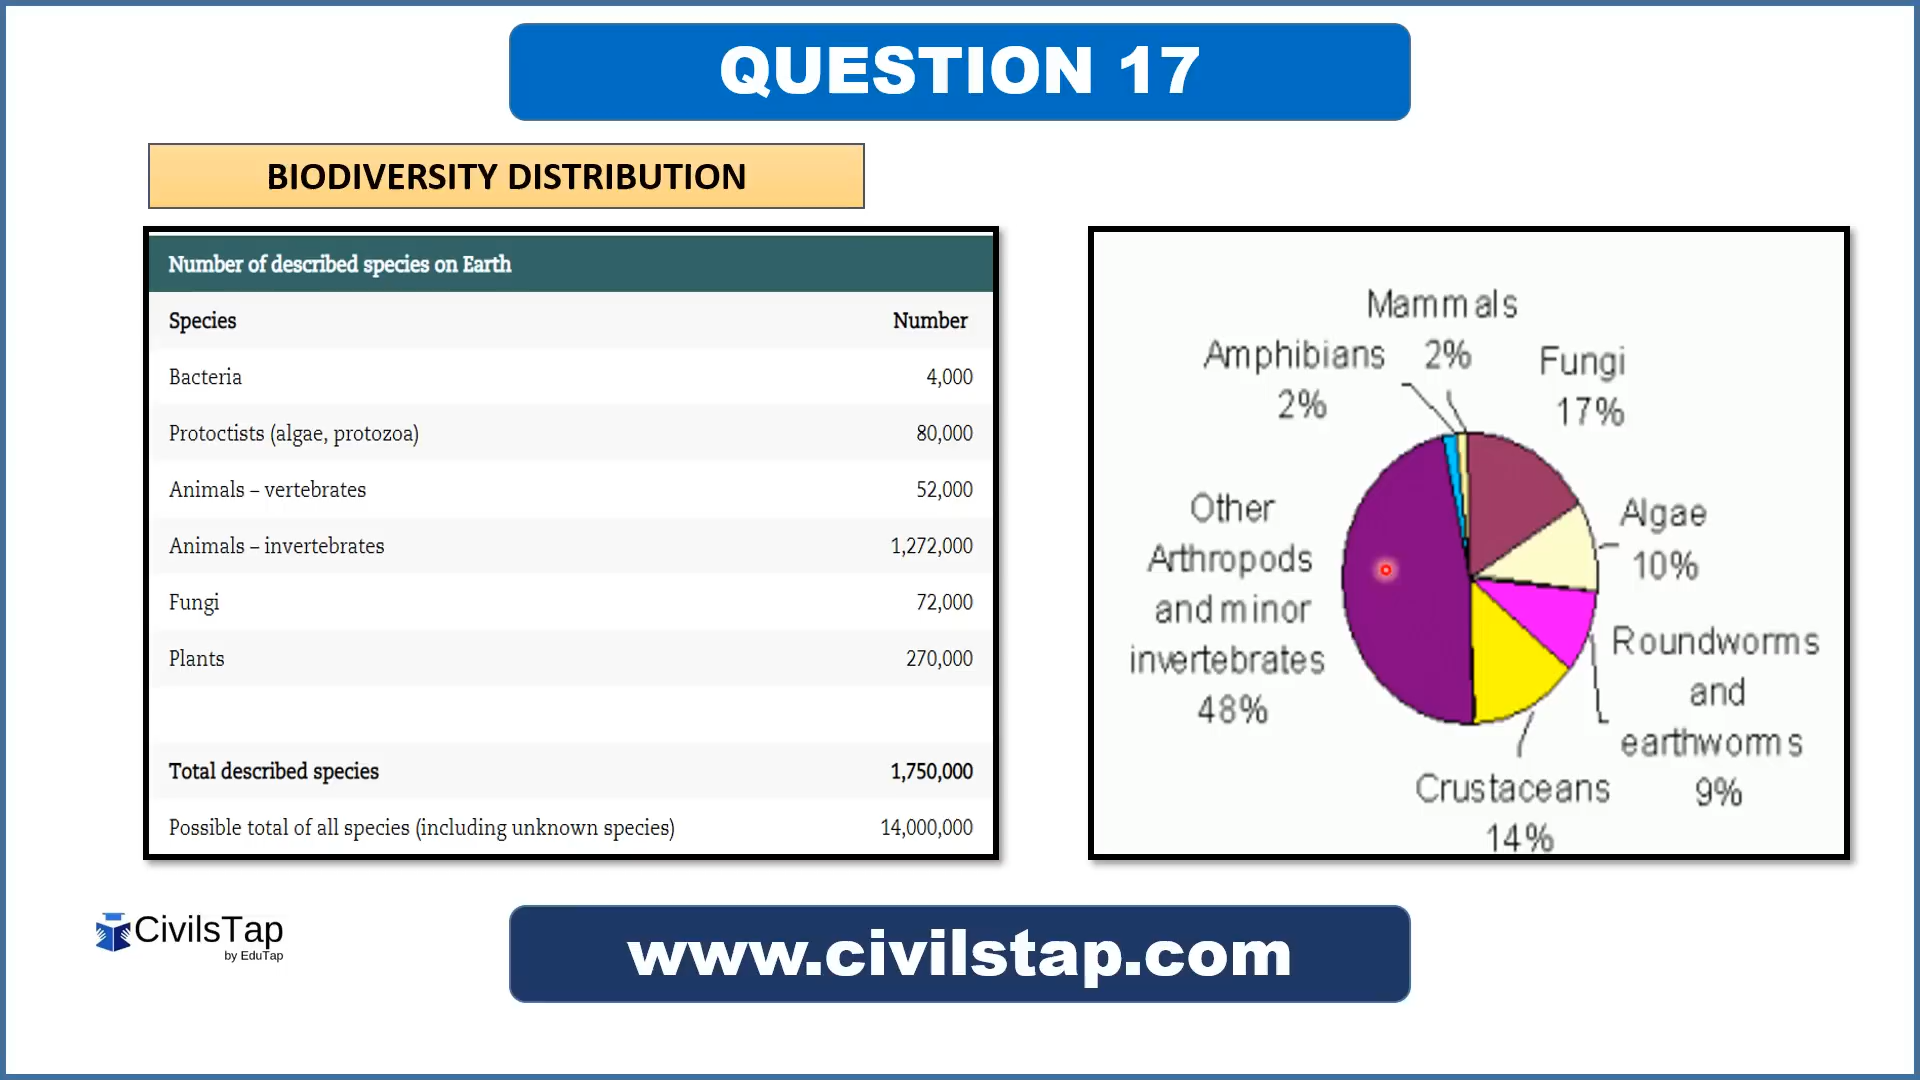 QUESTION 17
BIODIVERSITY DISTRIBUTION
Number of described species on Earth
Species Number
Bacteria 4,000
Protoctists (algae, protozoa) 80,000
Animals – vertebrates 52,000
Animals – invertebrates 1,272,000
Fungi 72,000
Plants 270,000
Total described species 1,750,000
Possible total of all species (including unknown species) 14,000,000
Mammals
2%
Amphibians
2%
Fungi
17%
Algae
10%
Roundworms
and
earthworms
9%
Crustaceans
14%
Other
Arthropods
and minor
invertebrates
48%
CivilsTap
by EduTap
www.civilstap.com